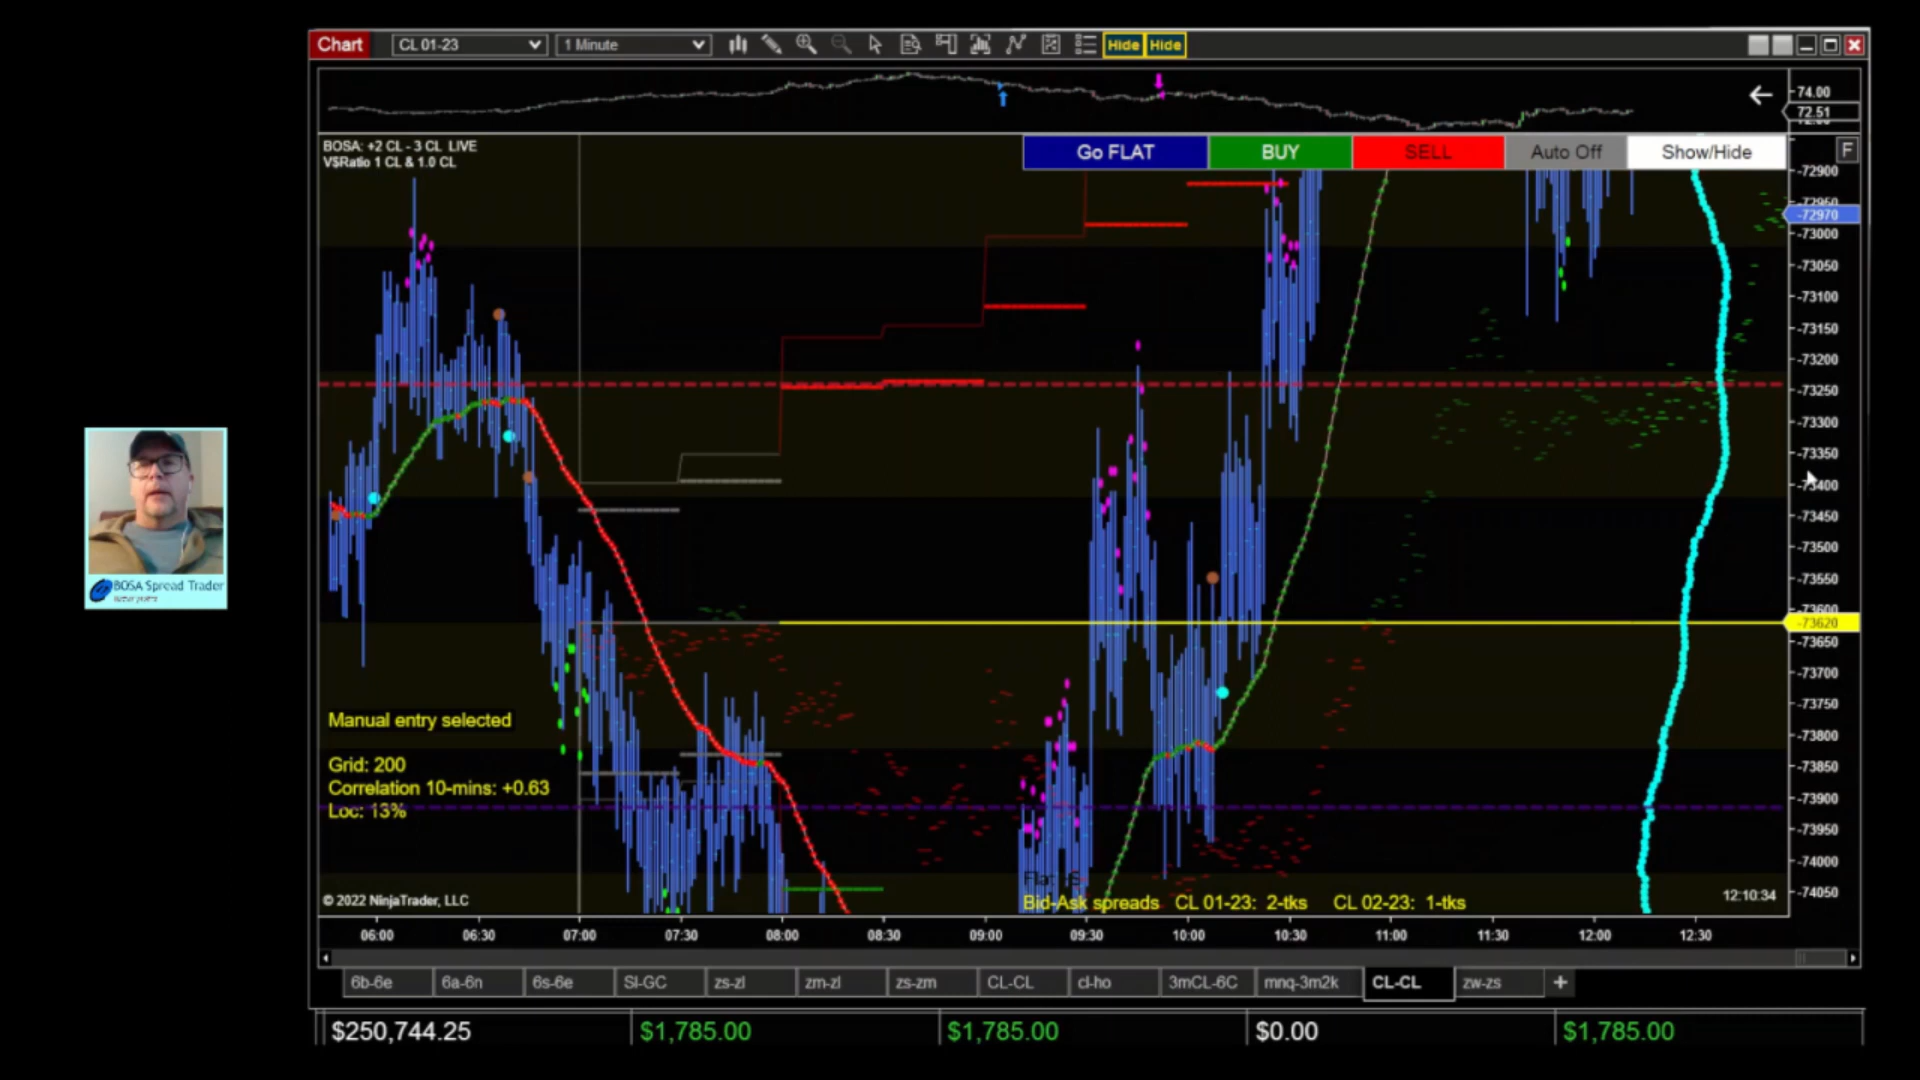 Chart CL 01-23 1 Minute Hide Hide
74.00
72.51
BOSA: +2 CL - 3 CL LIVE
V$Ratio 1 CL & 1.0 CL
Go FLAT BUY SELL Auto Off Show/Hide F
-72900
-72950
-72970
-73000
-73050
-73100
-73150
-73200
-73250
-73300
-73350
-73400
-73450
-73500
-73550
-73600
-73620
-73650
-73700
-73750
-73800
-73850
-73900
-73950
-74000
-74050
Manual entry selected
Grid: 200
Correlation 10-mins: +0.63
Loc: 13%
© 2022 NinjaTrader, LLC
Bid-Ask spreads CL 01-23: 2-tks CL 02-23: 1-tks
12:10:34
06:00 06:30 07:00 07:30 08:00 08:30 09:00 09:30 10:00 10:30 11:00 11:30 12:00 12:30
6b-6e 6a-6n 6s-6e SI-GC zs-zl zm-zl zs-zm CL-CL cl-ho 3mCL-6C mnq-3m2k CL-CL zw-zs +
$250,744.25 $1,785.00 $1,785.00 $0.00 $1,785.00
BOSA Spread Trader